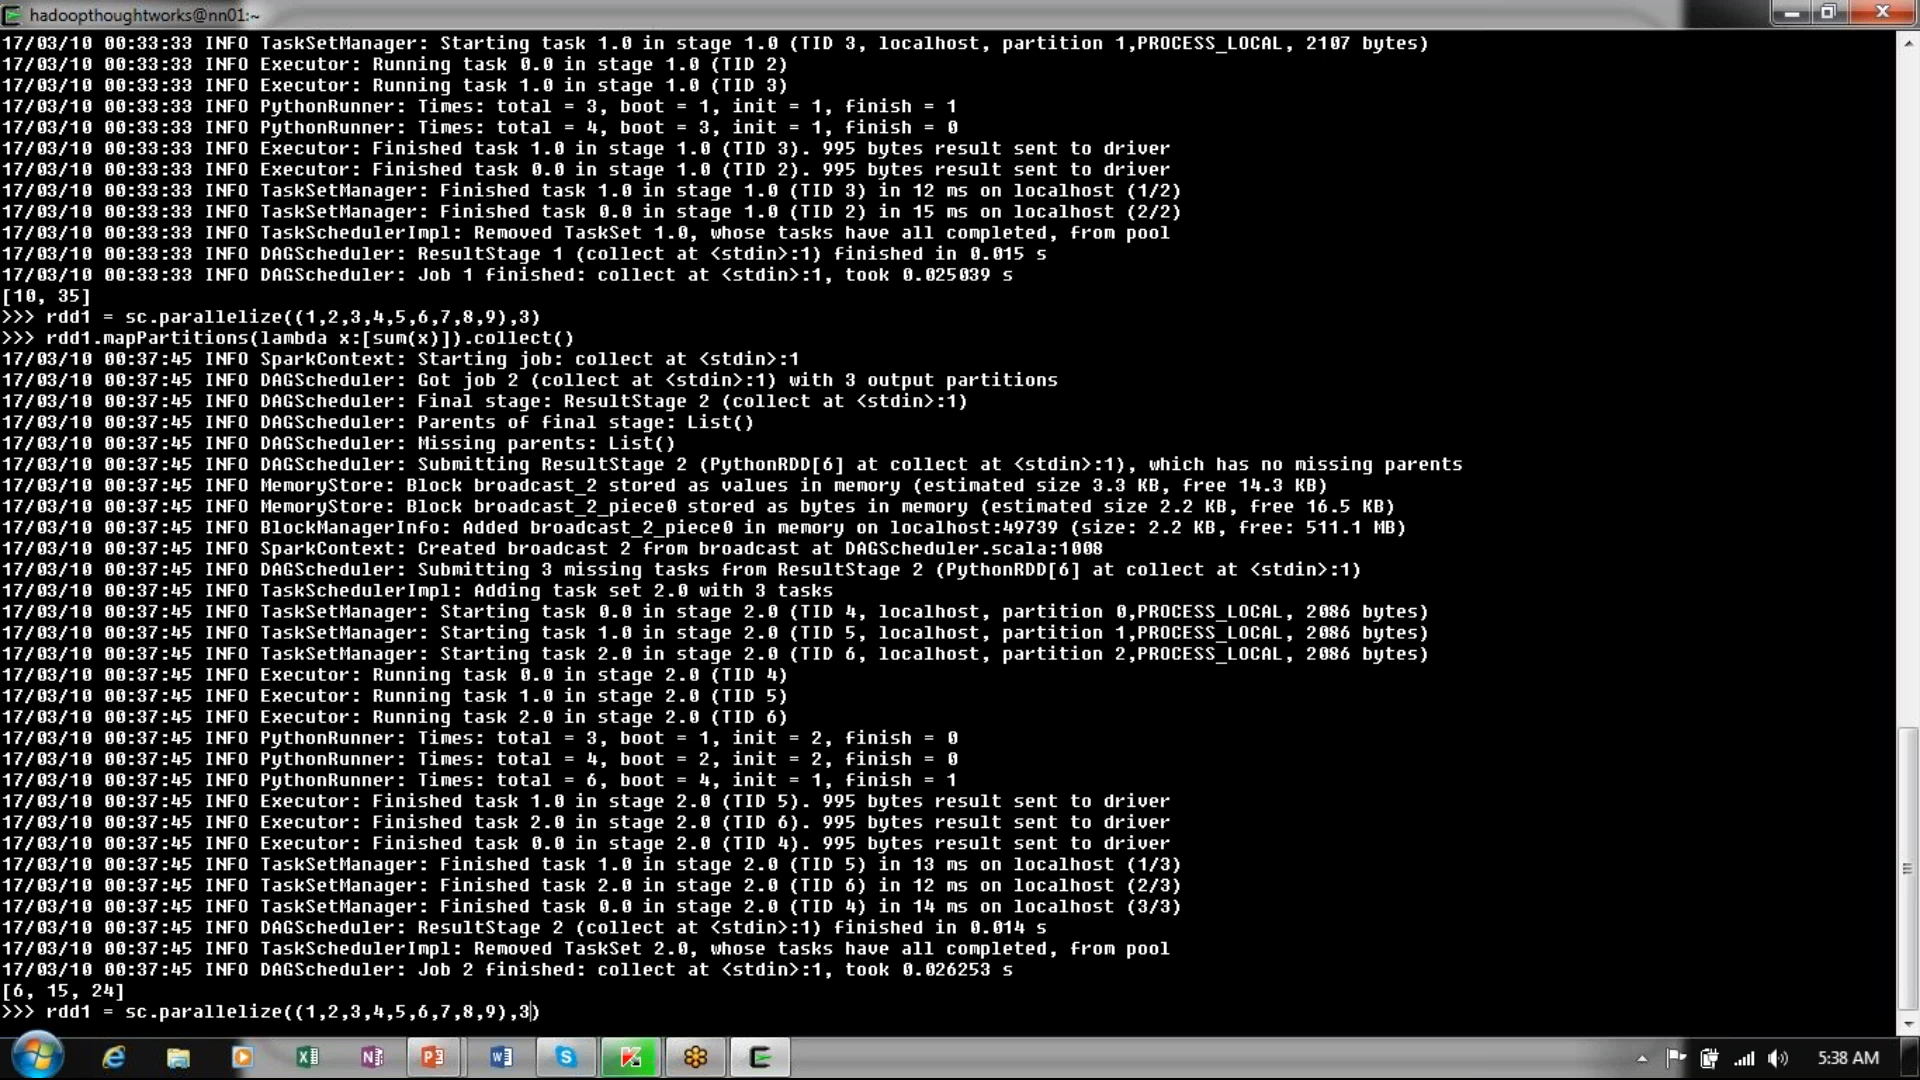 hadoopthoughtworks@nn01:~
17/03/10 00:33:33 INFO TaskSetManager: Starting task 1.0 in stage 1.0 (TID 3, localhost, partition 1,PROCESS_LOCAL, 2107 bytes)
17/03/10 00:33:33 INFO Executor: Running task 0.0 in stage 1.0 (TID 2)
17/03/10 00:33:33 INFO Executor: Running task 1.0 in stage 1.0 (TID 3)
17/03/10 00:33:33 INFO PythonRunner: Times: total = 3, boot = 1, init = 1, finish = 1
17/03/10 00:33:33 INFO PythonRunner: Times: total = 4, boot = 3, init = 1, finish = 0
17/03/10 00:33:33 INFO Executor: Finished task 1.0 in stage 1.0 (TID 3). 995 bytes result sent to driver
17/03/10 00:33:33 INFO Executor: Finished task 0.0 in stage 1.0 (TID 2). 995 bytes result sent to driver
17/03/10 00:33:33 INFO TaskSetManager: Finished task 1.0 in stage 1.0 (TID 3) in 12 ms on localhost (1/2)
17/03/10 00:33:33 INFO TaskSetManager: Finished task 0.0 in stage 1.0 (TID 2) in 15 ms on localhost (2/2)
17/03/10 00:33:33 INFO TaskSchedulerImpl: Removed TaskSet 1.0, whose tasks have all completed, from pool
17/03/10 00:33:33 INFO DAGScheduler: ResultStage 1 (collect at <stdin>:1) finished in 0.015 s
17/03/10 00:33:33 INFO DAGScheduler: Job 1 finished: collect at <stdin>:1, took 0.025039 s
[10, 35]
>>> rdd1 = sc.parallelize((1,2,3,4,5,6,7,8,9),3)
>>> rdd1.mapPartitions(lambda x:[sum(x)]).collect()
17/03/10 00:37:45 INFO SparkContext: Starting job: collect at <stdin>:1
17/03/10 00:37:45 INFO DAGScheduler: Got job 2 (collect at <stdin>:1) with 3 output partitions
17/03/10 00:37:45 INFO DAGScheduler: Final stage: ResultStage 2 (collect at <stdin>:1)
17/03/10 00:37:45 INFO DAGScheduler: Parents of final stage: List()
17/03/10 00:37:45 INFO DAGScheduler: Missing parents: List()
17/03/10 00:37:45 INFO DAGScheduler: Submitting ResultStage 2 (PythonRDD[6] at collect at <stdin>:1), which has no missing parents
17/03/10 00:37:45 INFO MemoryStore: Block broadcast_2 stored as values in memory (estimated size 3.3 KB, free 14.3 KB)
17/03/10 00:37:45 INFO MemoryStore: Block broadcast_2_piece0 stored as bytes in memory (estimated size 2.2 KB, free 16.5 KB)
17/03/10 00:37:45 INFO BlockManagerInfo: Added broadcast_2_piece0 in memory on localhost:49739 (size: 2.2 KB, free: 511.1 MB)
17/03/10 00:37:45 INFO SparkContext: Created broadcast 2 from broadcast at DAGScheduler.scala:1008
17/03/10 00:37:45 INFO DAGScheduler: Submitting 3 missing tasks from ResultStage 2 (PythonRDD[6] at collect at <stdin>:1)
17/03/10 00:37:45 INFO TaskSchedulerImpl: Adding task set 2.0 with 3 tasks
17/03/10 00:37:45 INFO TaskSetManager: Starting task 0.0 in stage 2.0 (TID 4, localhost, partition 0,PROCESS_LOCAL, 2086 bytes)
17/03/10 00:37:45 INFO TaskSetManager: Starting task 1.0 in stage 2.0 (TID 5, localhost, partition 1,PROCESS_LOCAL, 2086 bytes)
17/03/10 00:37:45 INFO TaskSetManager: Starting task 2.0 in stage 2.0 (TID 6, localhost, partition 2,PROCESS_LOCAL, 2086 bytes)
17/03/10 00:37:45 INFO Executor: Running task 0.0 in stage 2.0 (TID 4)
17/03/10 00:37:45 INFO Executor: Running task 1.0 in stage 2.0 (TID 5)
17/03/10 00:37:45 INFO Executor: Running task 2.0 in stage 2.0 (TID 6)
17/03/10 00:37:45 INFO PythonRunner: Times: total = 3, boot = 1, init = 2, finish = 0
17/03/10 00:37:45 INFO PythonRunner: Times: total = 4, boot = 2, init = 2, finish = 0
17/03/10 00:37:45 INFO PythonRunner: Times: total = 6, boot = 4, init = 1, finish = 1
17/03/10 00:37:45 INFO Executor: Finished task 1.0 in stage 2.0 (TID 5). 995 bytes result sent to driver
17/03/10 00:37:45 INFO Executor: Finished task 2.0 in stage 2.0 (TID 6). 995 bytes result sent to driver
17/03/10 00:37:45 INFO Executor: Finished task 0.0 in stage 2.0 (TID 4). 995 bytes result sent to driver
17/03/10 00:37:45 INFO TaskSetManager: Finished task 1.0 in stage 2.0 (TID 5) in 13 ms on localhost (1/3)
17/03/10 00:37:45 INFO TaskSetManager: Finished task 2.0 in stage 2.0 (TID 6) in 12 ms on localhost (2/3)
17/03/10 00:37:45 INFO TaskSetManager: Finished task 0.0 in stage 2.0 (TID 4) in 14 ms on localhost (3/3)
17/03/10 00:37:45 INFO DAGScheduler: ResultStage 2 (collect at <stdin>:1) finished in 0.014 s
17/03/10 00:37:45 INFO TaskSchedulerImpl: Removed TaskSet 2.0, whose tasks have all completed, from pool
17/03/10 00:37:45 INFO DAGScheduler: Job 2 finished: collect at <stdin>:1, took 0.026253 s
[6, 15, 24]
>>> rdd1 = sc.parallelize((1,2,3,4,5,6,7,8,9),3)
5:38 AM